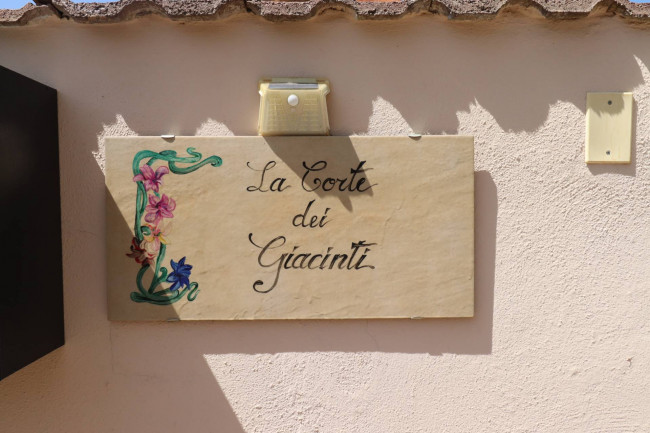 La Corte
dei
Giacinti